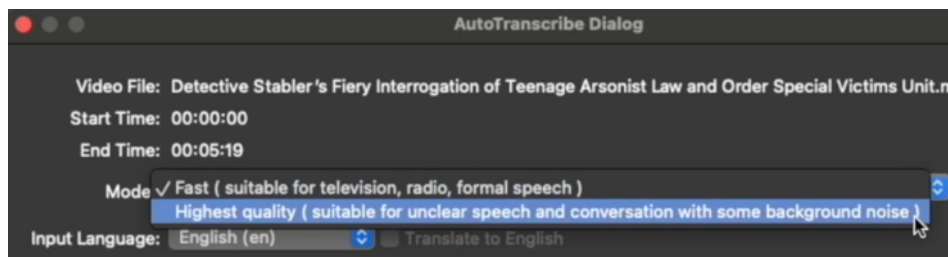 AutoTranscribe Dialog
Video File: Detective Stabler's Fiery Interrogation of Teenage Arsonist Law and Order Special Victims Unit.m
Start Time: 00:00:00
End Time: 00:05:19
Mode ✓ Fast ( suitable for television, radio, formal speech )
Highest quality ( suitable for unclear speech and conversation with some background noise )
Input Language: English (en) Translate to English